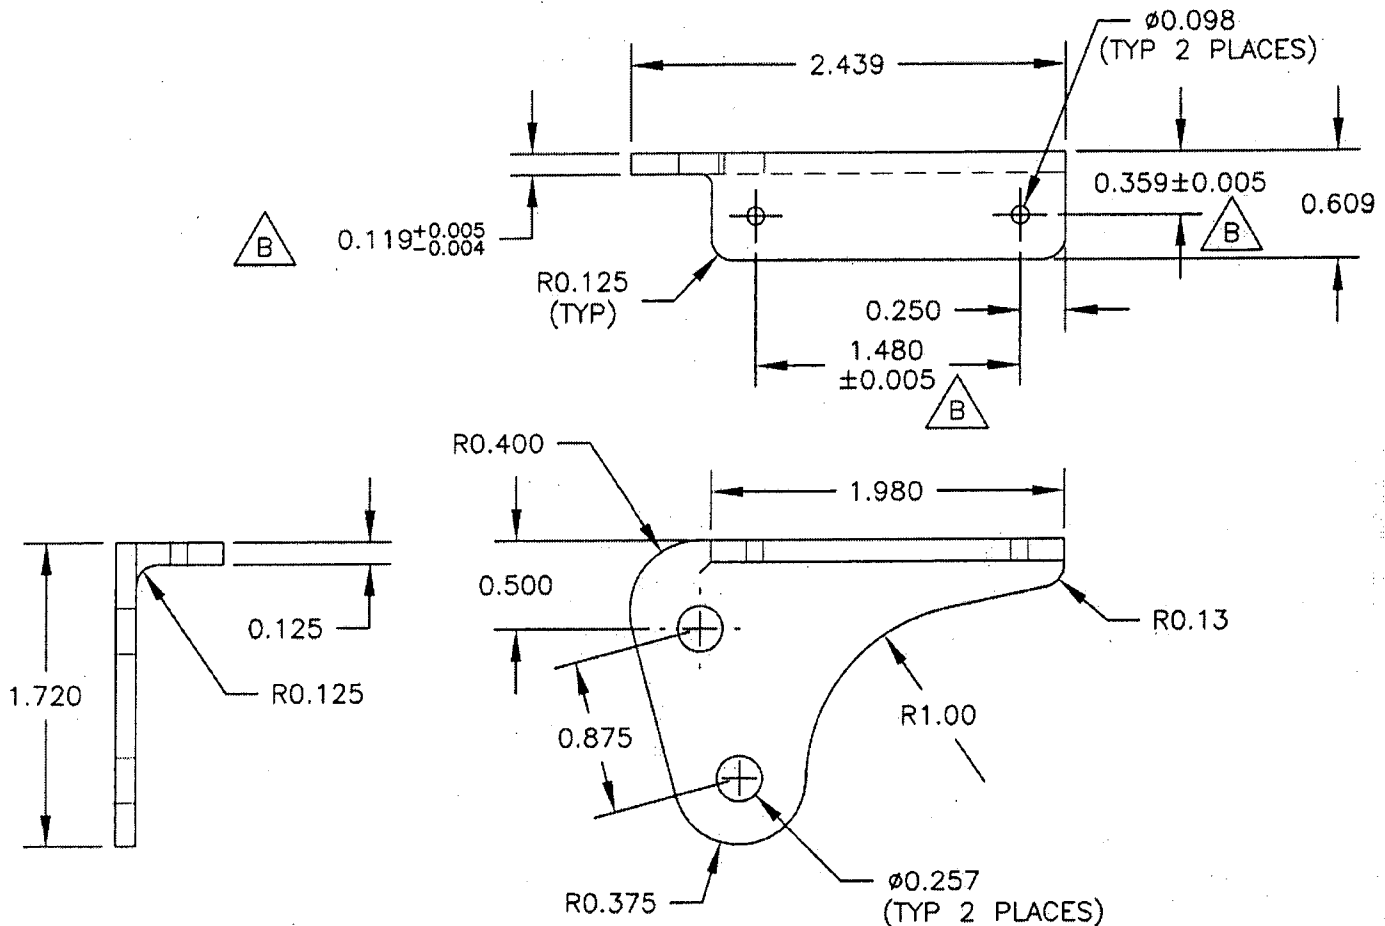 ø0.098
(TYP 2 PLACES)
2.439
0.359±0.005
0.609
B
0.119+0.005
-0.004
B
R0.125
(TYP)
0.250
1.480
±0.005
B
R0.400
1.980
0.500
0.125
R0.13
1.720
R0.125
R1.00
0.875
ø0.257
(TYP 2 PLACES)
R0.375